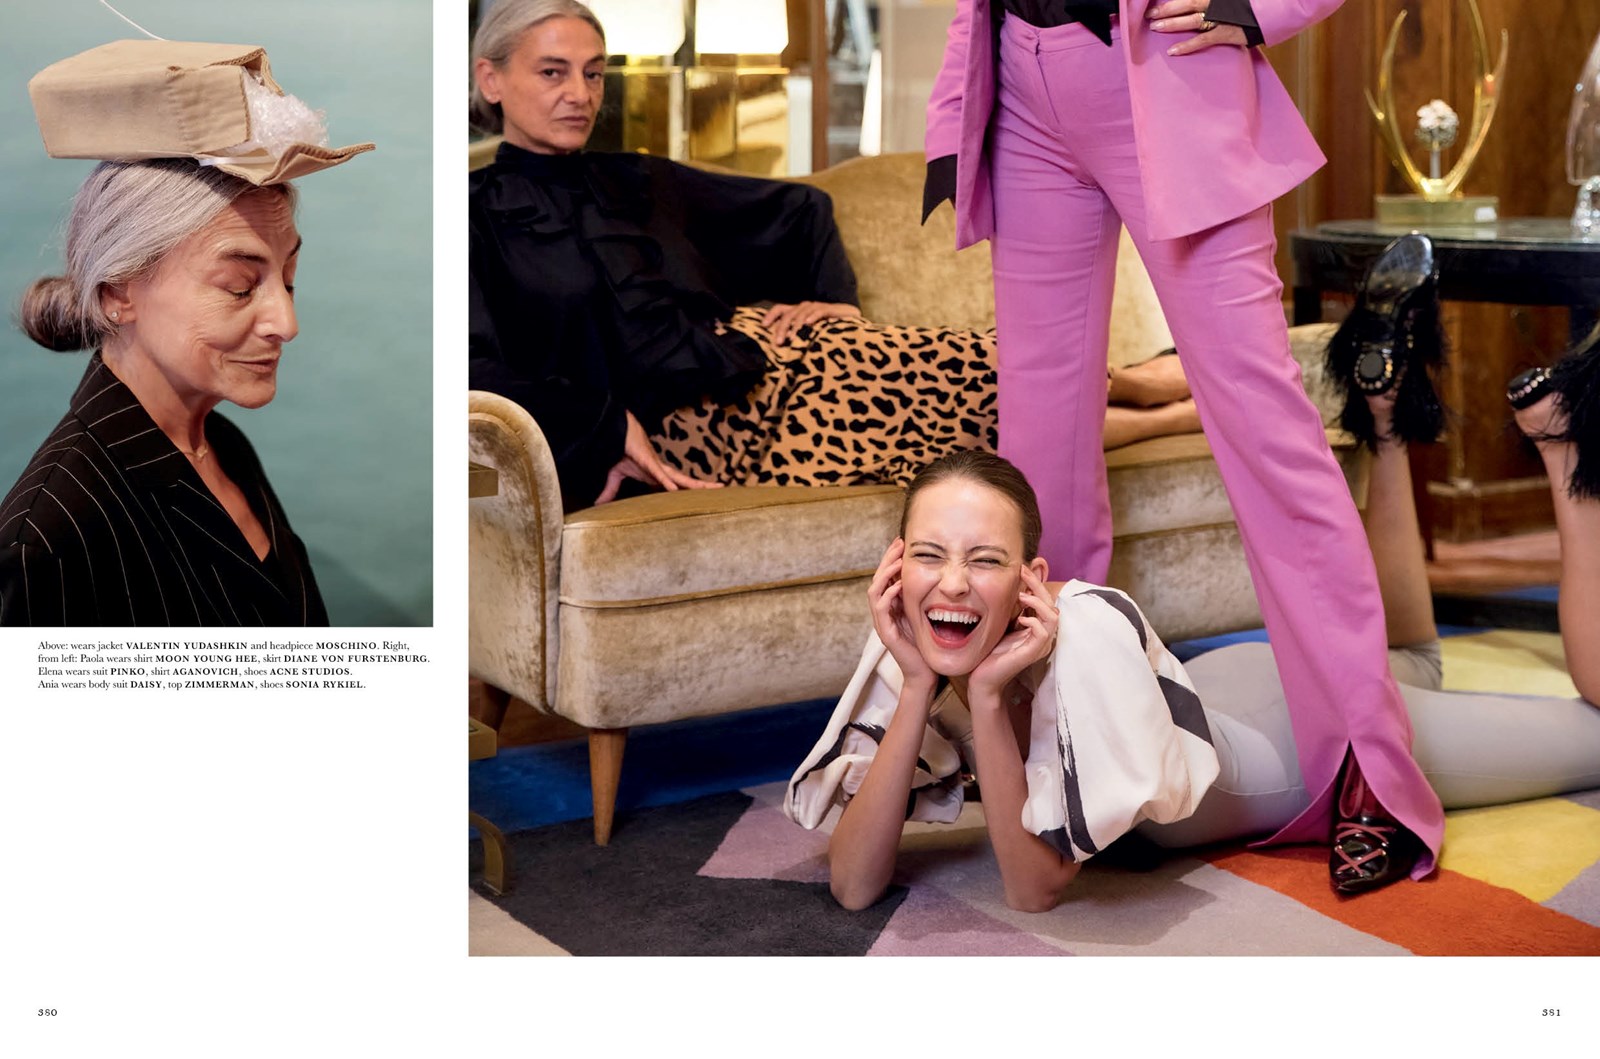 Above: wears jacket VALENTIN YUDASHKIN and headpiece MOSCHINO. Right,
from left: Paola wears shirt MOON YOUNG HEE, skirt DIANE VON FURSTENBURG.
Elena wears suit PINKO, shirt AGANOVICH, shoes ACNE STUDIOS.
Ania wears body suit DAISY, top ZIMMERMAN, shoes SONIA RYKIEL.
380
381